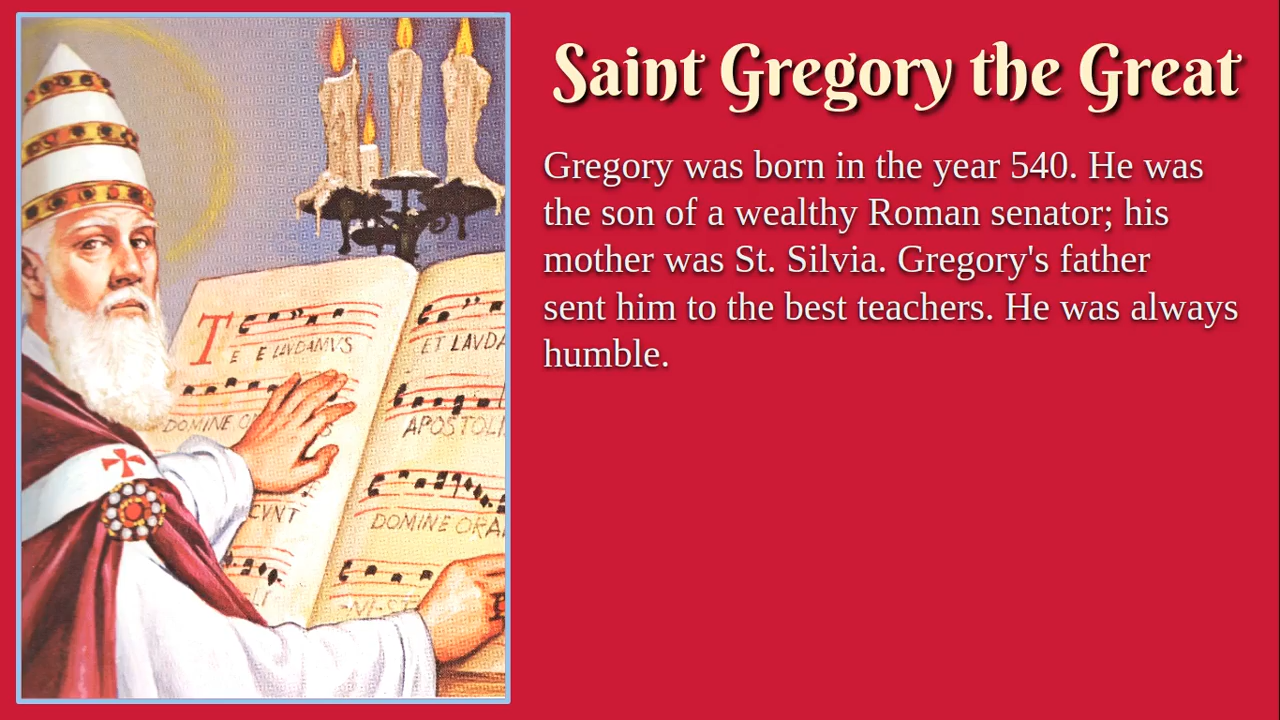 Saint Gregory the Great
Gregory was born in the year 540. He was
the son of a wealthy Roman senator; his
mother was St. Silvia. Gregory's father
sent him to the best teachers. He was always
humble.
TE E LAVDAMVS
ET LAVDA
DOMINE
APOSTOLI
CVNT
DOMINE ORA